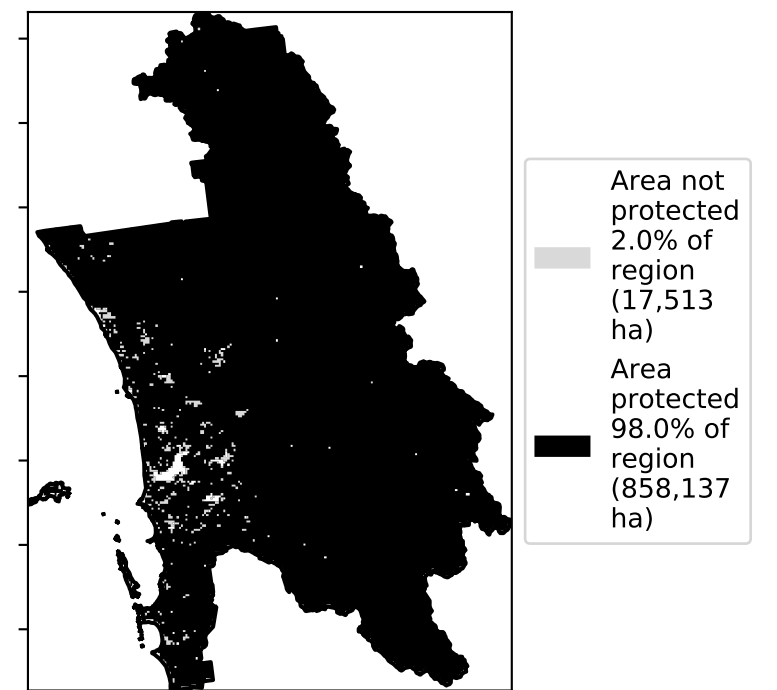 Area not
protected
2.0% of
region
(17,513
ha)
Area
protected
98.0% of
region
(858,137
ha)